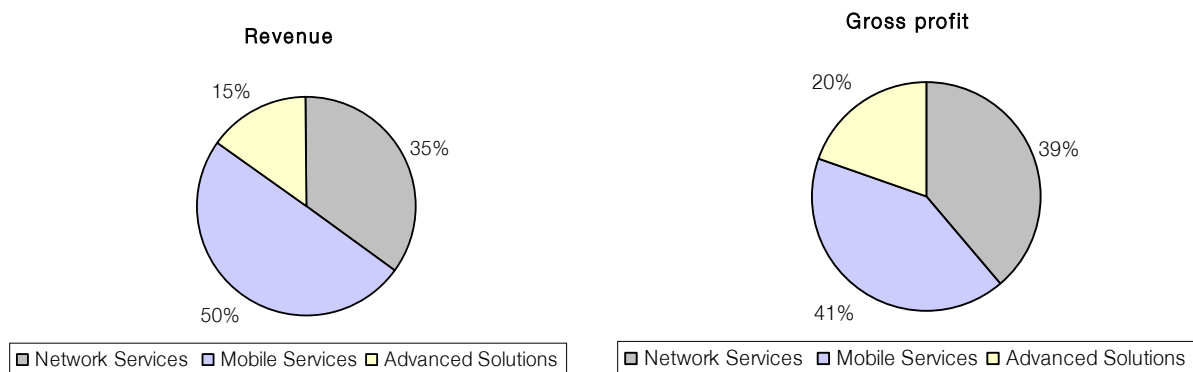 Revenue
15%
35%
50%
Network Services Mobile Services Advanced Solutions
Gross profit
20%
39%
41%
Network Services Mobile Services Advanced Solutions